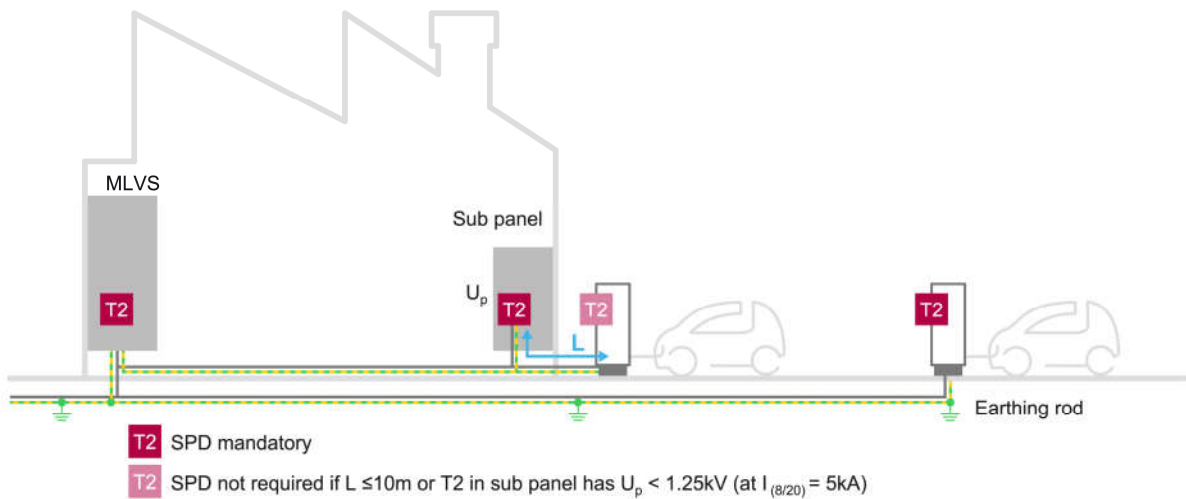 MLVS
Sub panel
Up
T2
T2
T2
T2
L
Earthing rod
T2 SPD mandatory
T2 SPD not required if L ≤10m or T2 in sub panel has Up < 1.25kV (at I(8/20) = 5kA)